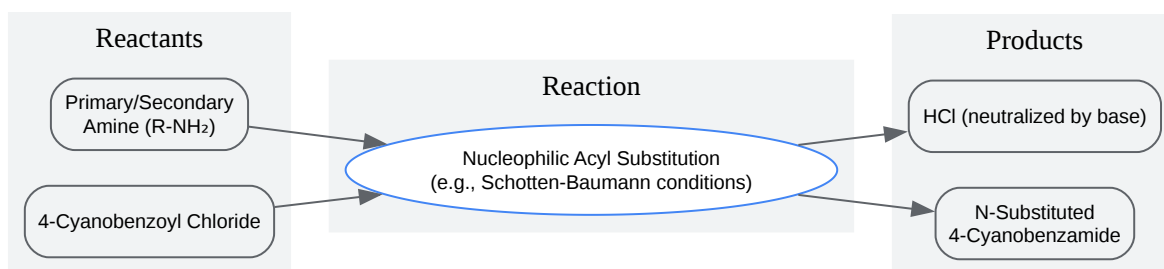 Reactants
Primary/Secondary
Amine (R-NH₂)
4-Cyanobenzoyl Chloride
Reaction
Nucleophilic Acyl Substitution
(e.g., Schotten-Baumann conditions)
Products
HCl (neutralized by base)
N-Substituted
4-Cyanobenzamide